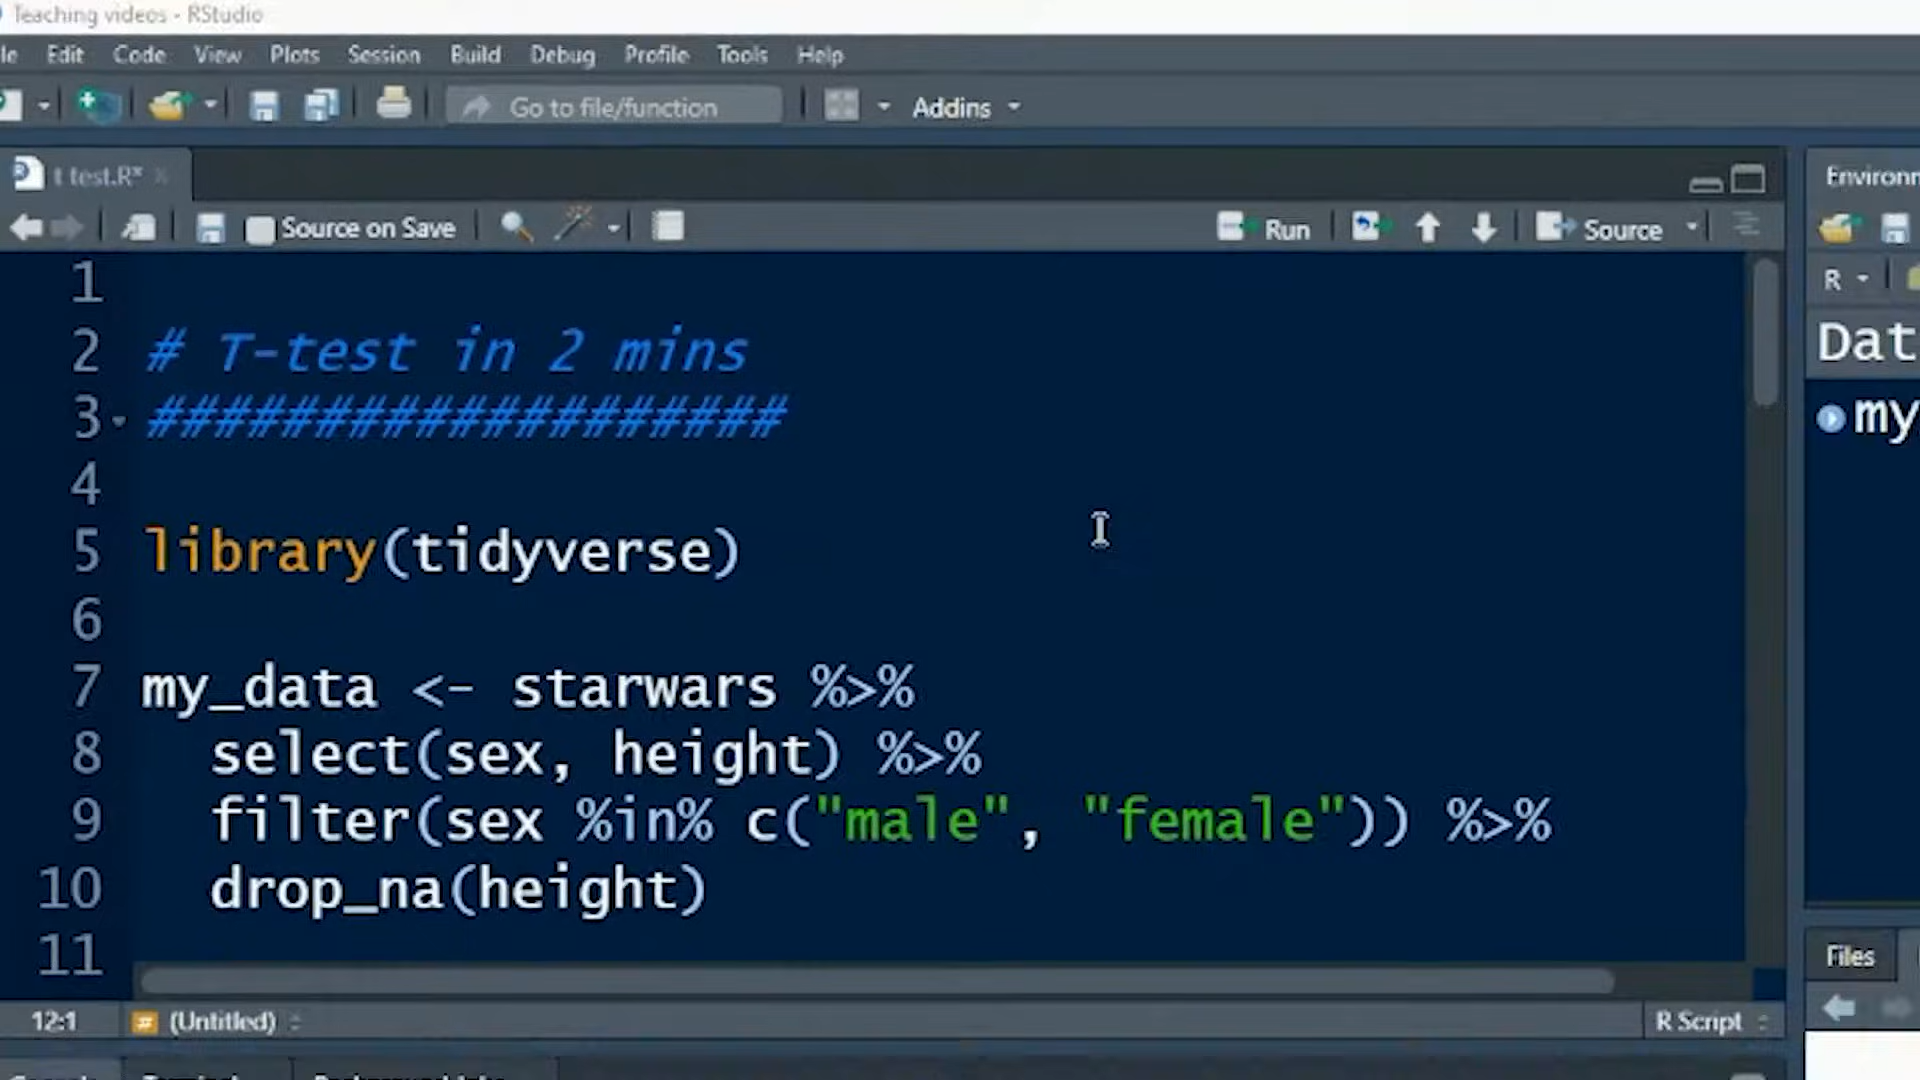 Teaching videos - RStudio
Edit Code View Plots Session Build Debug Profile Tools Help
Go to file/function Addins
t test.R*
Source on Save Run Source
1
2 # T-test in 2 mins
3 ###################
4
5 library(tidyverse)
6
7 my_data <- starwars %>%
8 select(sex, height) %>%
9 filter(sex %in% c("male", "female")) %>%
10 drop_na(height)
11
12:1 # (Untitled) R Script
R
my
Files